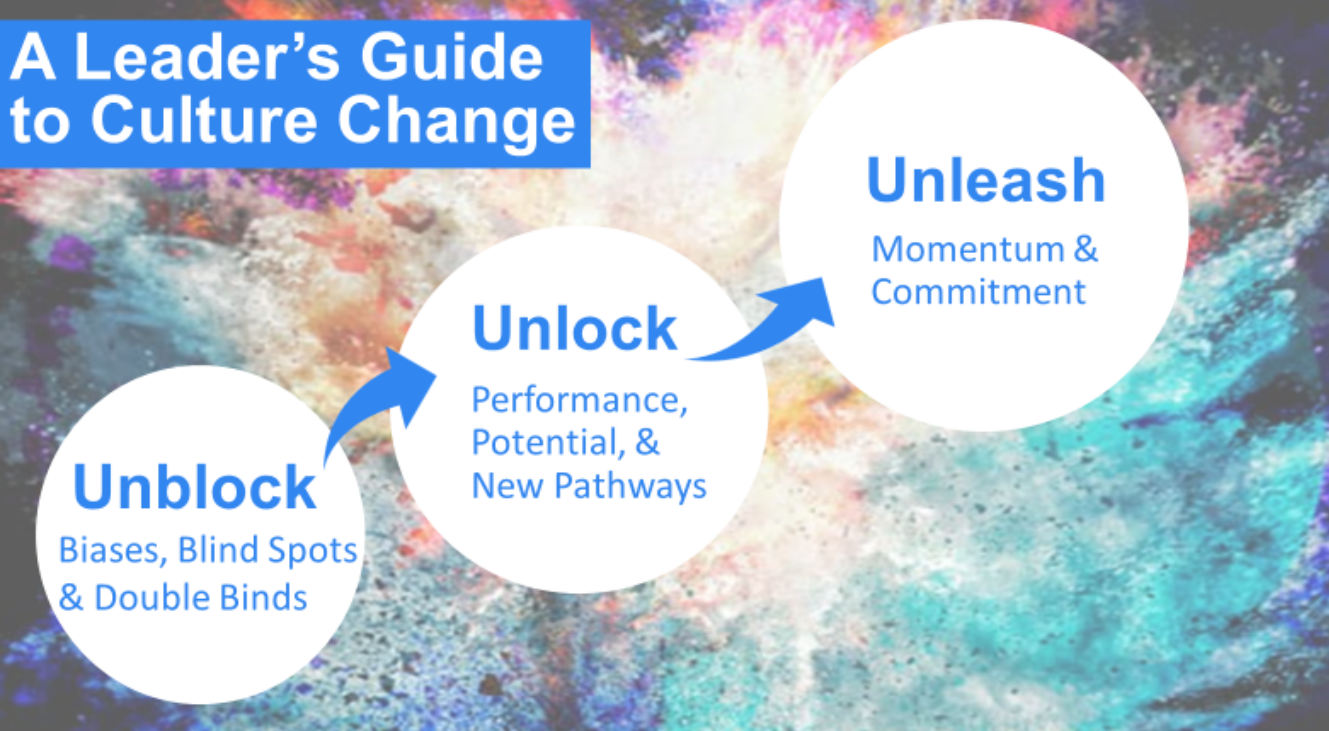 A Leader’s Guide
to Culture Change
Unblock
Biases, Blind Spots
& Double Binds
Unlock
Performance,
Potential, &
New Pathways
Unleash
Momentum &
Commitment